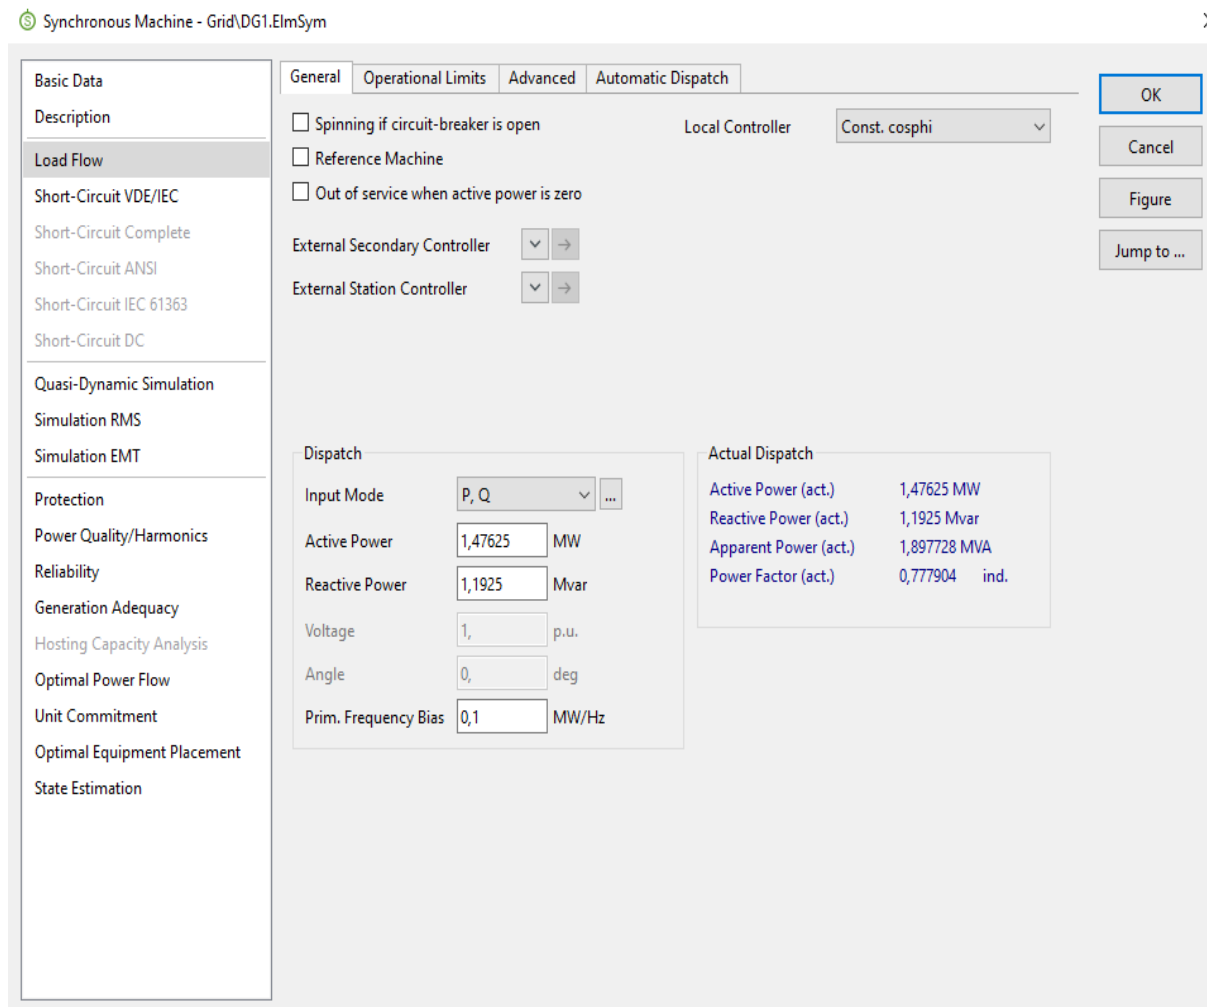 Synchronous Machine - Grid\DG1.ElmSym
Basic Data
Description
Load Flow
Short-Circuit VDE/IEC
Short-Circuit Complete
Short-Circuit ANSI
Short-Circuit IEC 61363
Short-Circuit DC
Quasi-Dynamic Simulation
Simulation RMS
Simulation EMT
Protection
Power Quality/Harmonics
Reliability
Generation Adequacy
Hosting Capacity Analysis
Optimal Power Flow
Unit Commitment
Optimal Equipment Placement
State Estimation
General Operational Limits Advanced Automatic Dispatch
Spinning if circuit-breaker is open
Reference Machine
Out of service when active power is zero
Local Controller Const. cosphi
External Secondary Controller
External Station Controller
Dispatch
Input Mode P, Q ...
Active Power 1,47625 MW
Reactive Power 1,1925 Mvar
Voltage 1, p.u.
Angle 0, deg
Prim. Frequency Bias 0,1 MW/Hz
Actual Dispatch
Active Power (act.) 1,47625 MW
Reactive Power (act.) 1,1925 Mvar
Apparent Power (act.) 1,897728 MVA
Power Factor (act.) 0,777904 ind.
OK
Cancel
Figure
Jump to ...